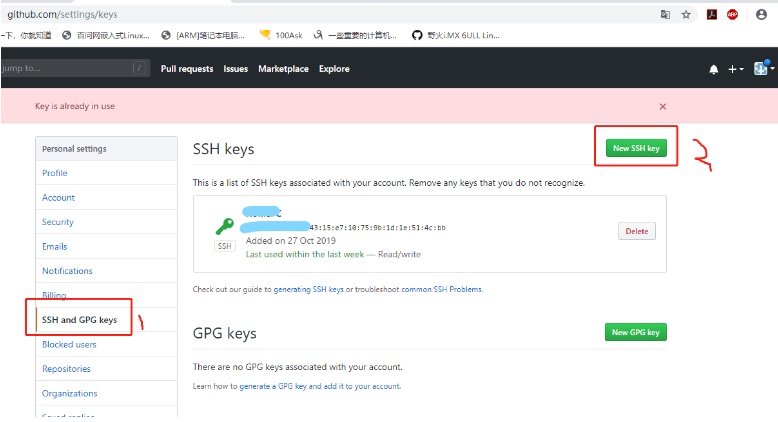 github.com/settings/keys
一下，你就知道 百问网嵌入式Linux... [ARM]笔记本电脑... 100Ask 一些重要的计算机... 野火i.MX 6ULL Lin...
jump to... / Pull requests Issues Marketplace Explore
Key is already in use
Personal settings
Profile
Account
Security
Emails
Notifications
Billing
SSH and GPG keys
1
Blocked users
Repositories
Organizations
Saved replies
SSH keys
New SSH key
2
This is a list of SSH keys associated with your account. Remove any keys that you do not recognize.
43:15:e7:10:75:9b:1d:1e:51:4c:bb
SSH
Added on 27 Oct 2019
Last used within the last week — Read/write
Delete
Check out our guide to generating SSH keys or troubleshoot common SSH Problems.
GPG keys
New GPG key
There are no GPG keys associated with your account.
Learn how to generate a GPG key and add it to your account.